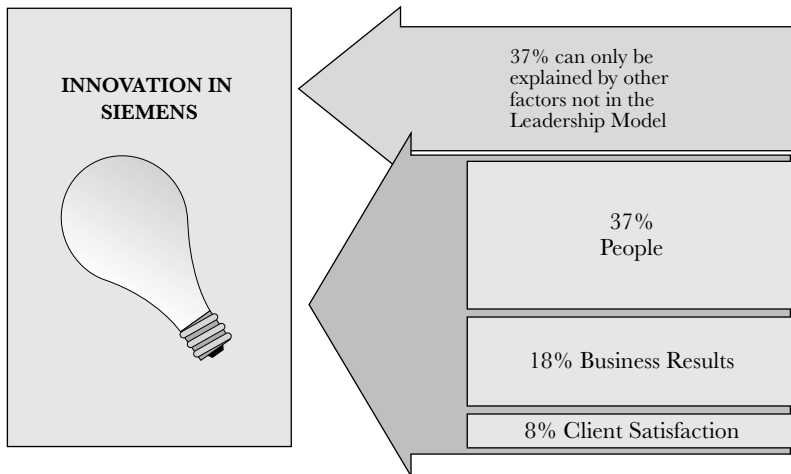 INNOVATION IN
SIEMENS
37% can only be
explained by other
factors not in the
Leadership Model
37%
People
18% Business Results
8% Client Satisfaction